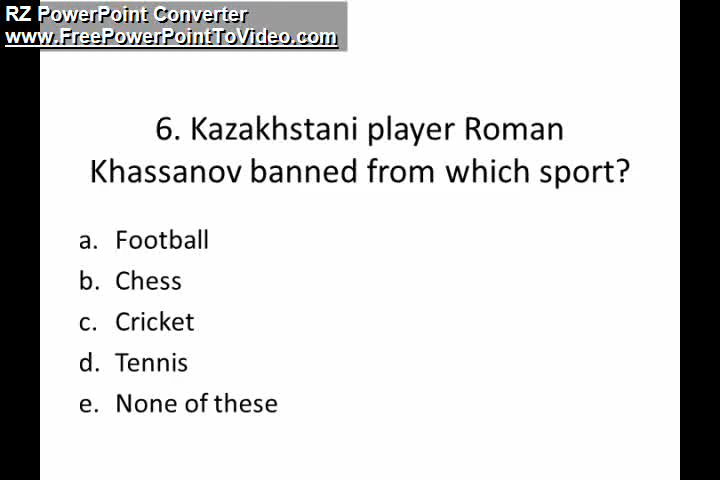 RZ PowerPoint Converter
www.FreePowerPointToVideo.com
6. Kazakhstani player Roman
Khassanov banned from which sport?
a. Football
b. Chess
c. Cricket
d. Tennis
e. None of these